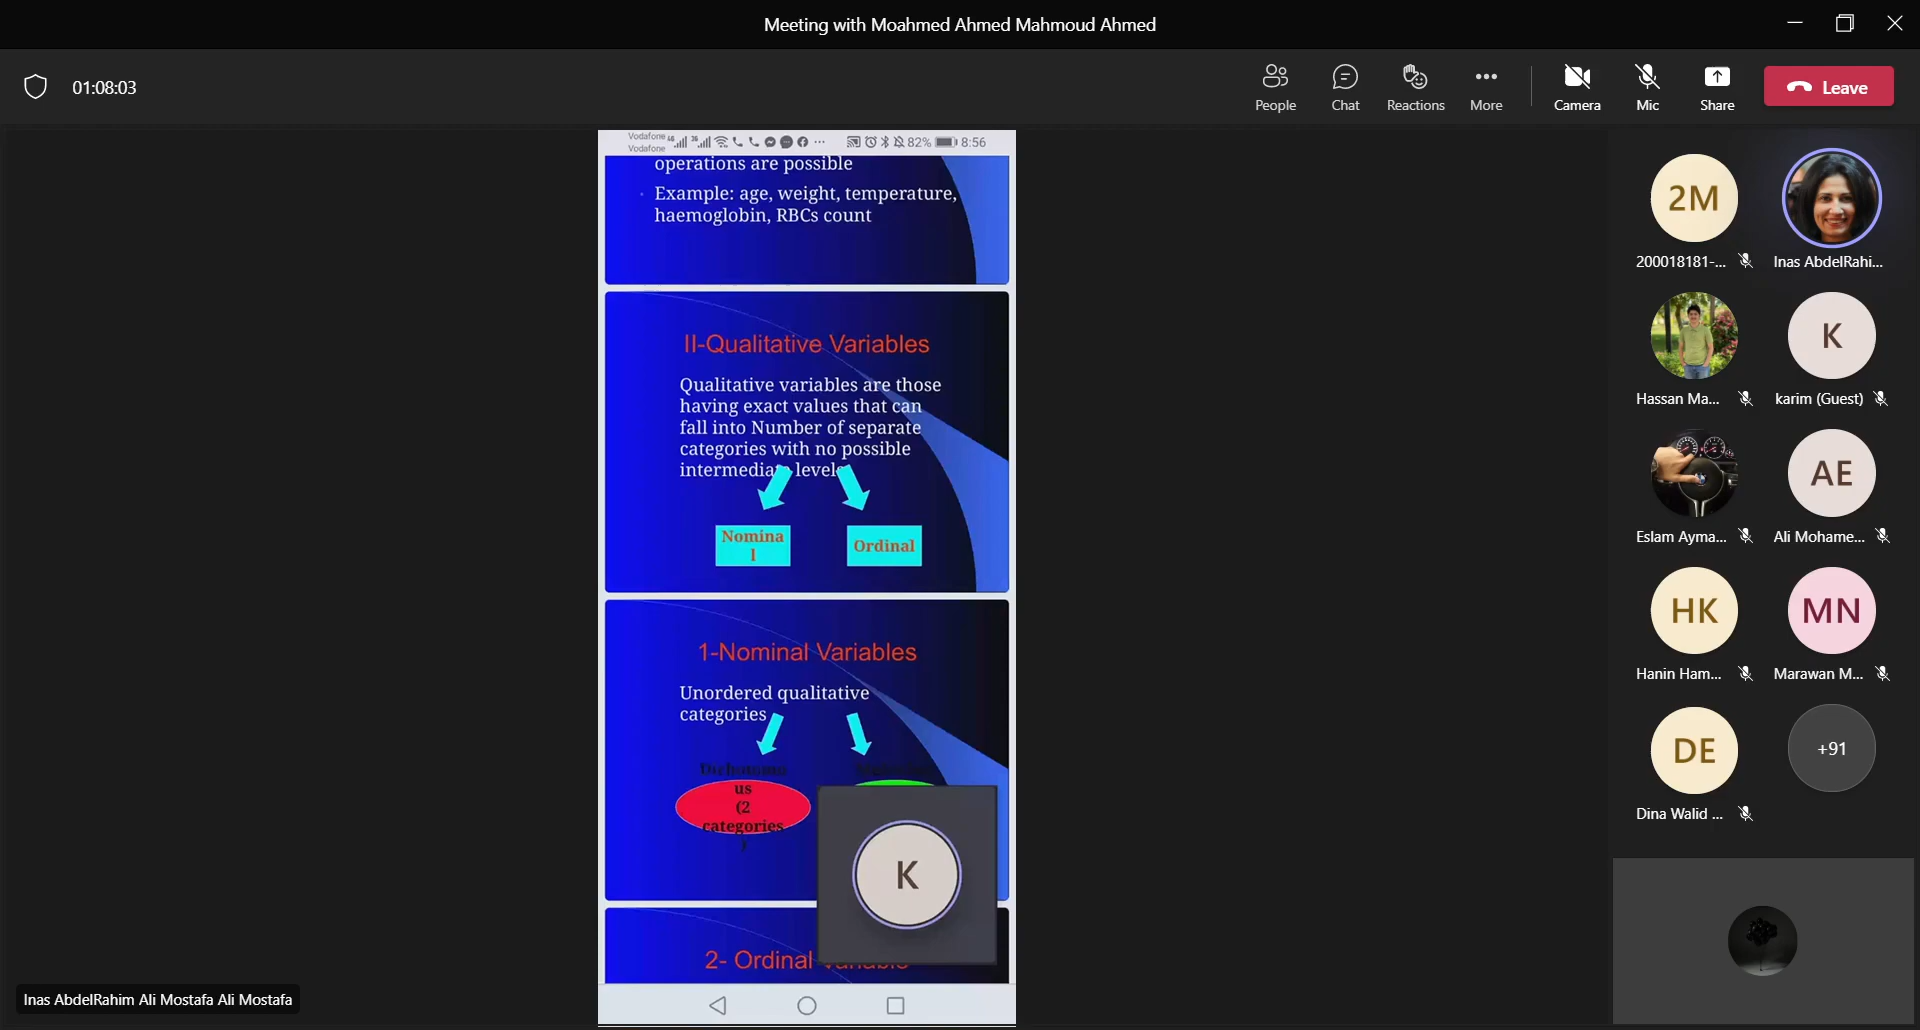 Meeting with Moahmed Ahmed Mahmoud Ahmed
01:08:03
People
Chat
Reactions
More
Camera
Mic
Share
Leave
Vodafone
Vodafone
82%
8:56
operations are possible
Example: age, weight, temperature,
haemoglobin, RBCs count
II-Qualitative Variables
Qualitative variables are those
having exact values that can
fall into Number of separate
categories with no possible
intermediate levels
Nomina
l
Ordinal
1-Nominal Variables
Unordered qualitative
categories
us
(2
categories
)
K
2- Ordinal
Inas AbdelRahim Ali Mostafa Ali Mostafa
2M
200018181-...
Inas AbdelRahi...
Hassan Ma...
K
karim (Guest)
Eslam Ayma...
AE
Ali Mohame...
HK
Hanin Ham...
MN
Marawan M...
DE
Dina Walid ...
+91